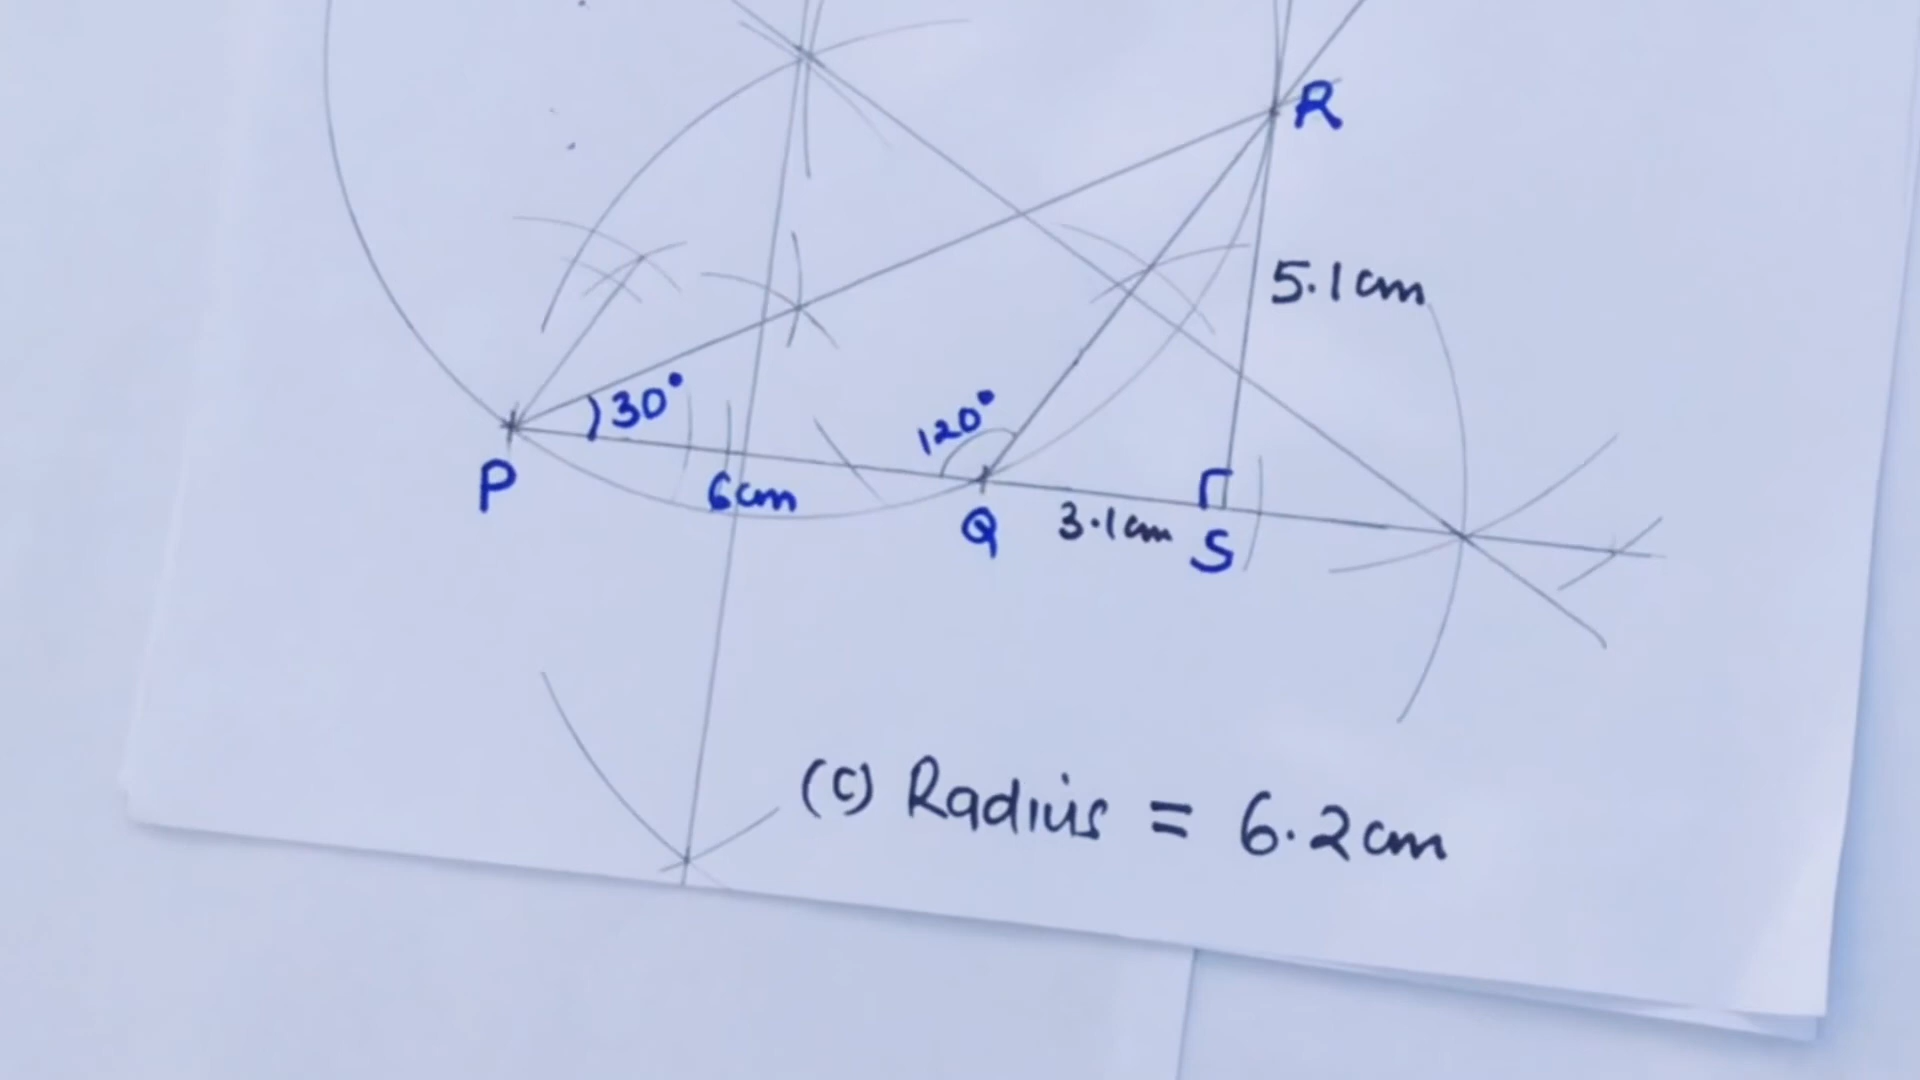 R
5.1cm
30°
120°
P
6cm
Q
3.1cm
S
(c) Radius = 6.2cm